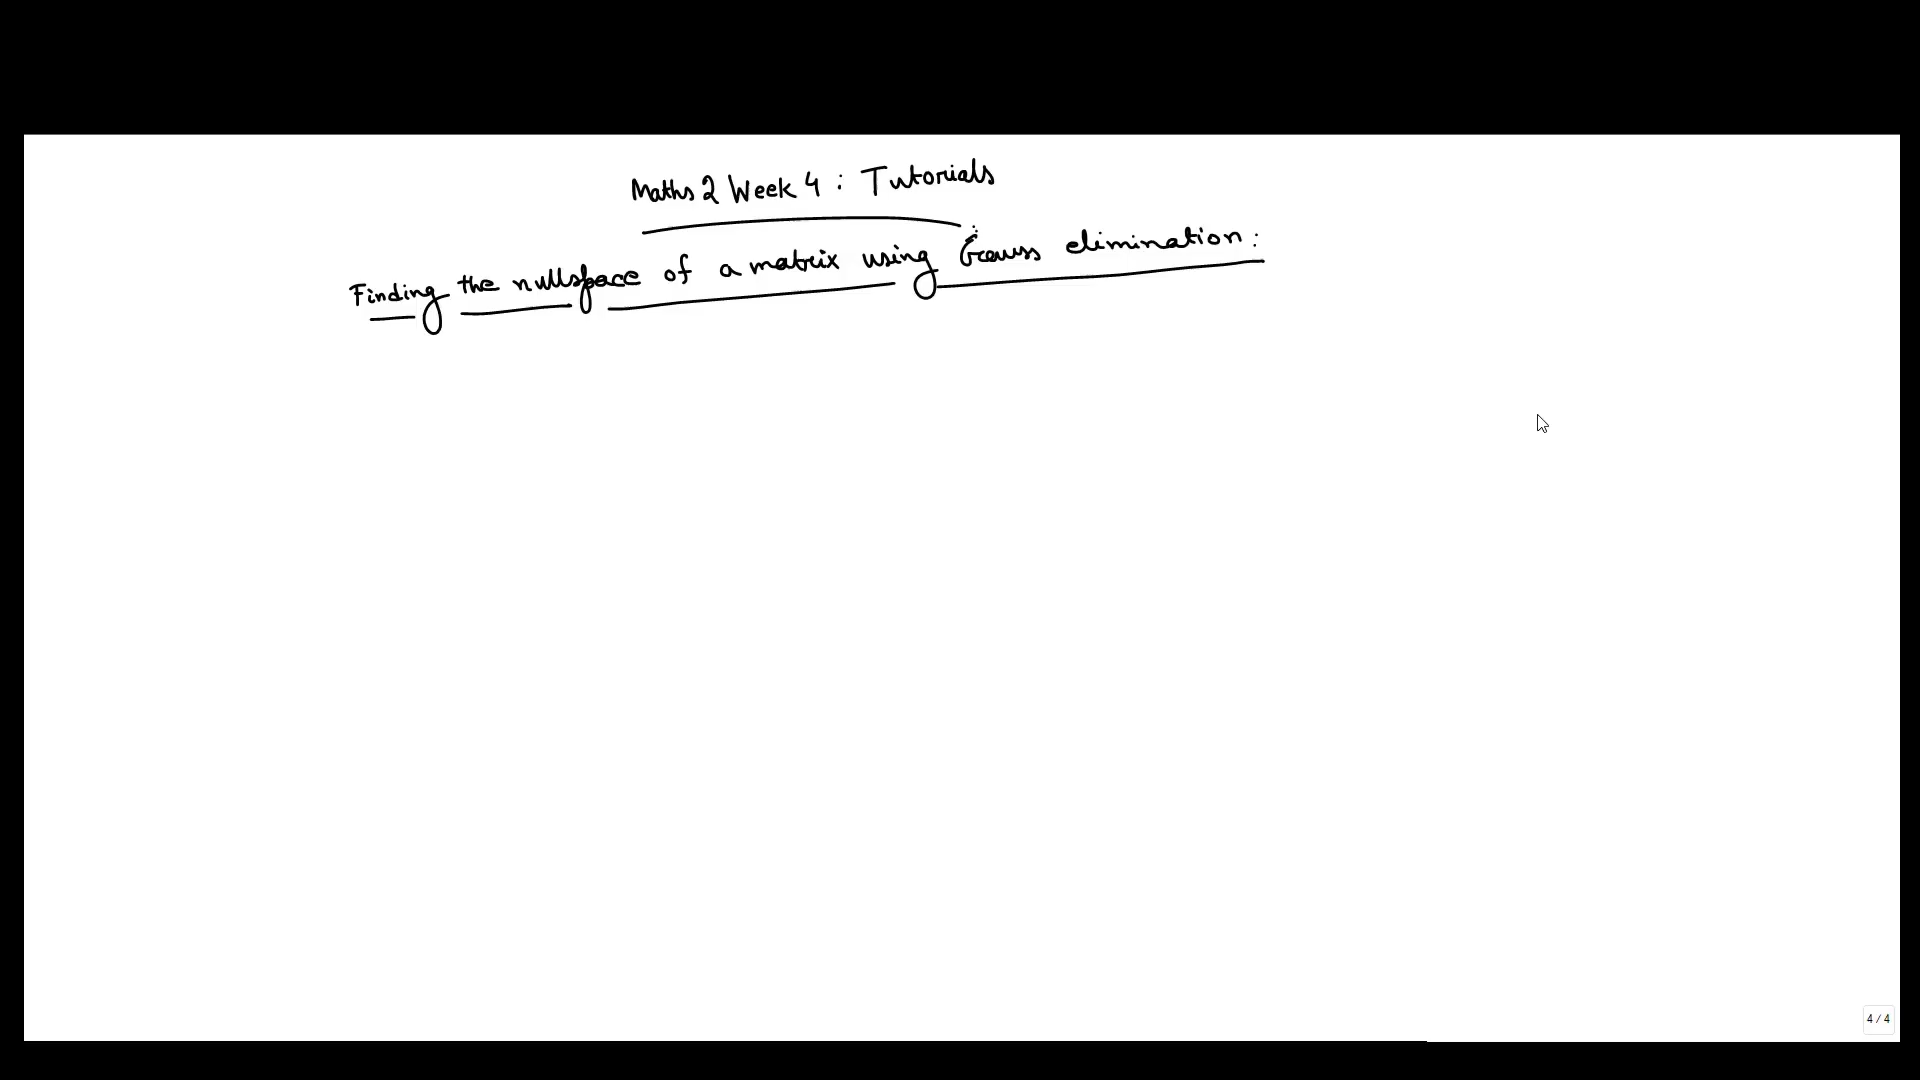 Maths 2 Week 4 : Tutorials
Finding the nullspace of a matrix using Gauss elimination :
4 / 4